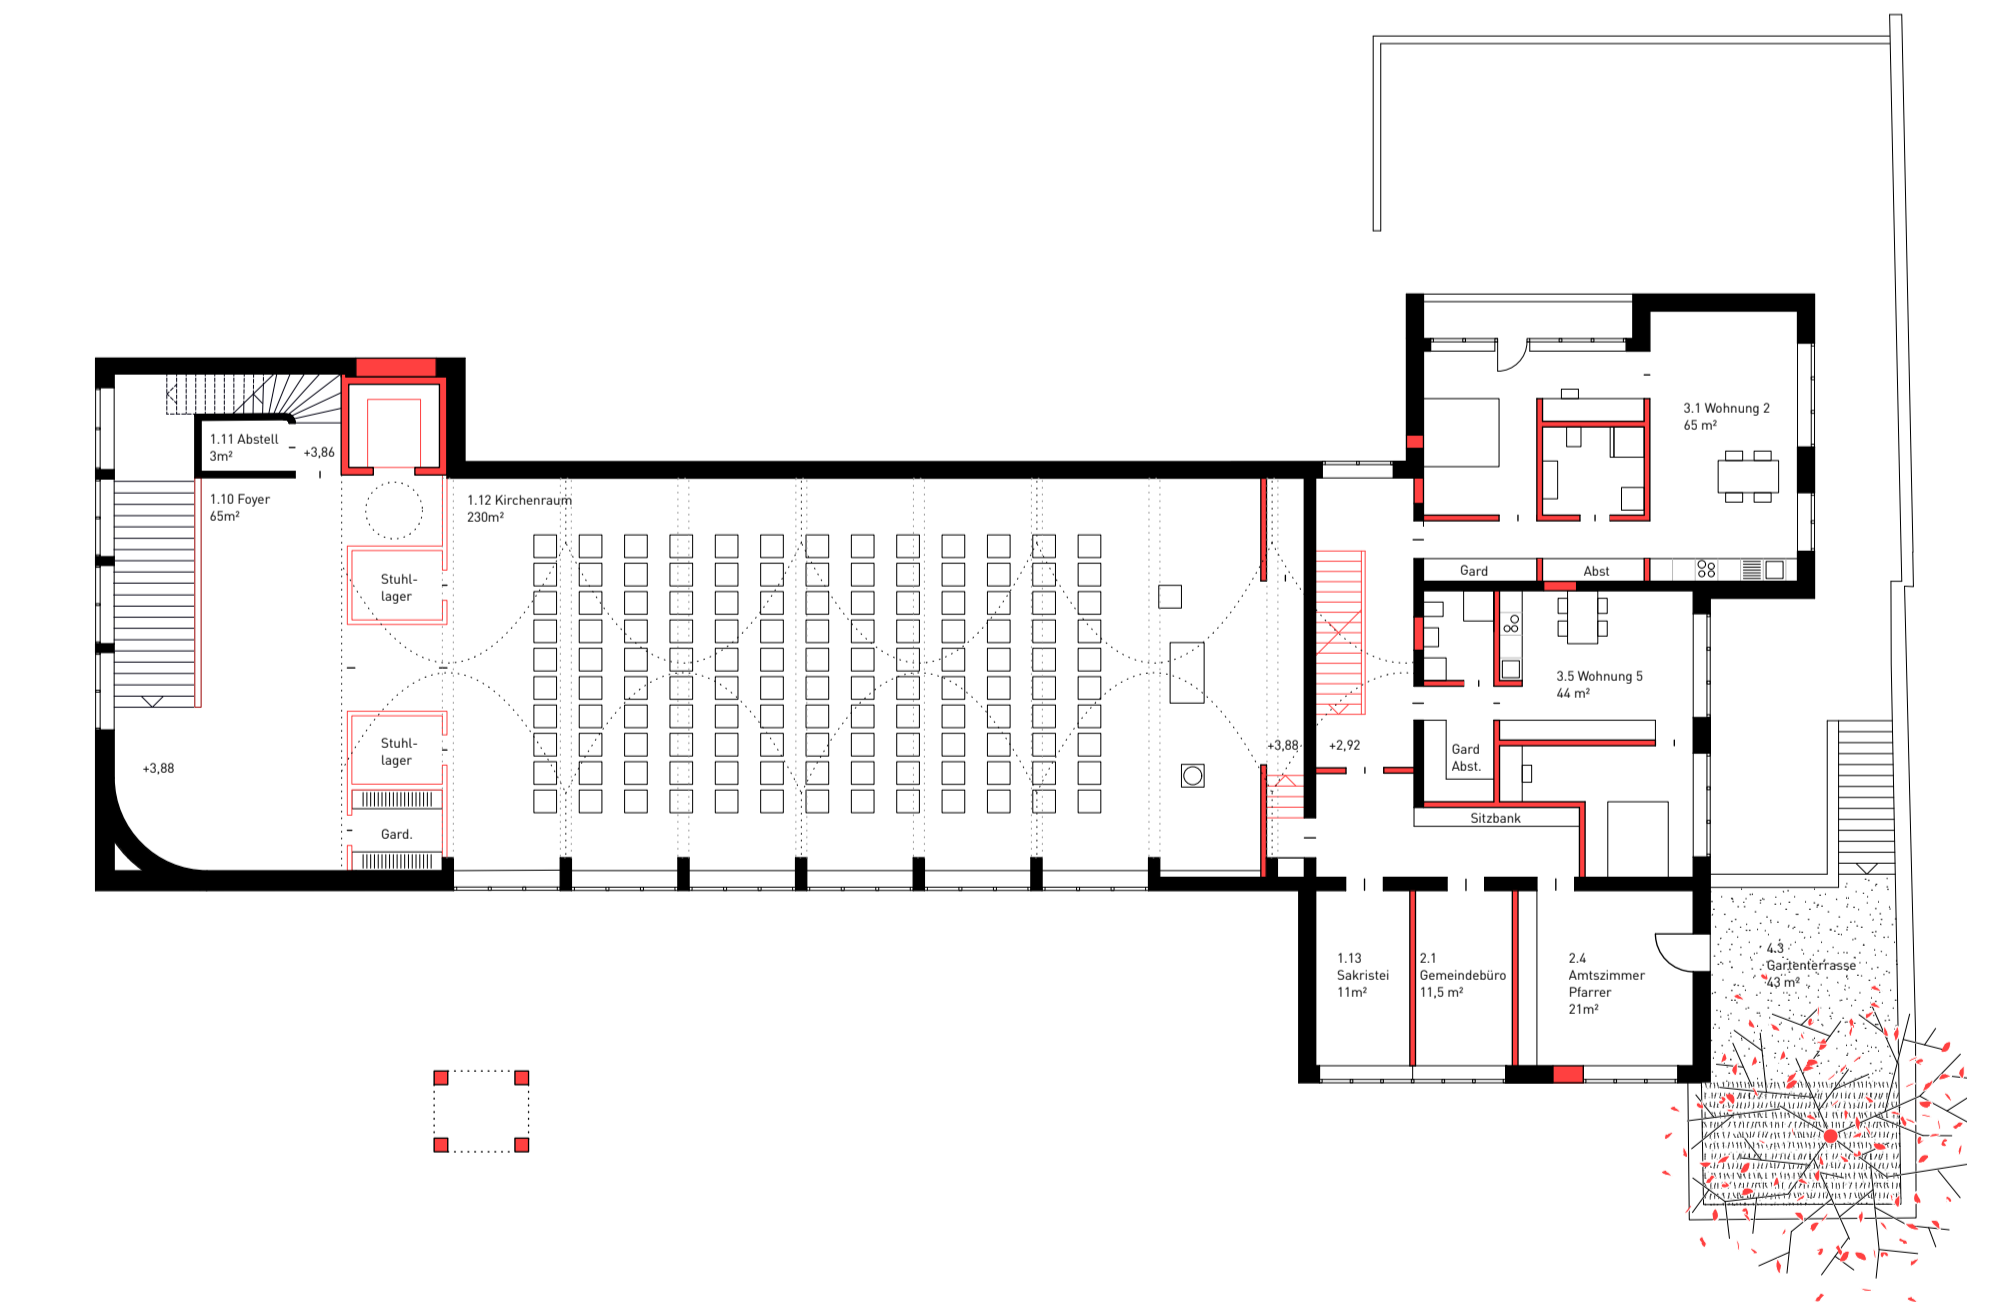 3.1 Wohnung 2
65 m²
1.11 Abstell
3m²
+3,86
1.10 Foyer
65m²
1.12 Kirchenraum
230m²
Stuhl-
lager
Gard
Abst
3.5 Wohnung 5
44 m²
Stuhl-
lager
+3,88
+3,88
+2,92
Gard
Abst.
Gard.
Sitzbank
1.13
Sakristei
11m²
2.1
Gemeindebüro
11,5 m²
2.4
Amtszimmer
Pfarrer
21m²
4.3
Gartenterrasse
43 m²